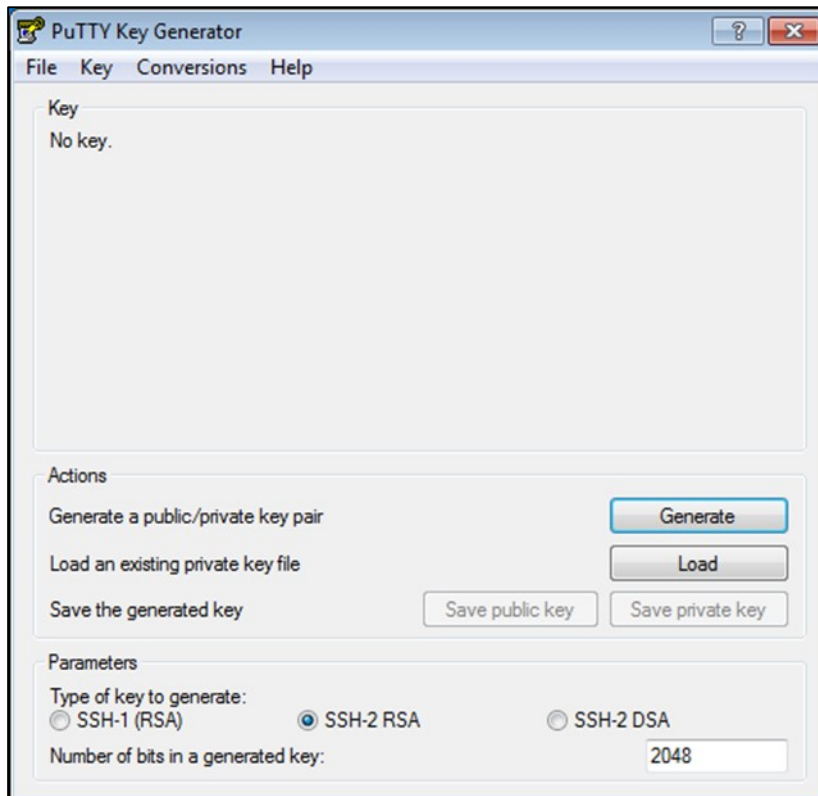 PuTTY Key Generator
File Key Conversions Help
Key
No key.
Actions
Generate a public/private key pair Generate
Load an existing private key file Load
Save the generated key Save public key Save private key
Parameters
Type of key to generate:
SSH-1 (RSA) SSH-2 RSA SSH-2 DSA
Number of bits in a generated key: 2048